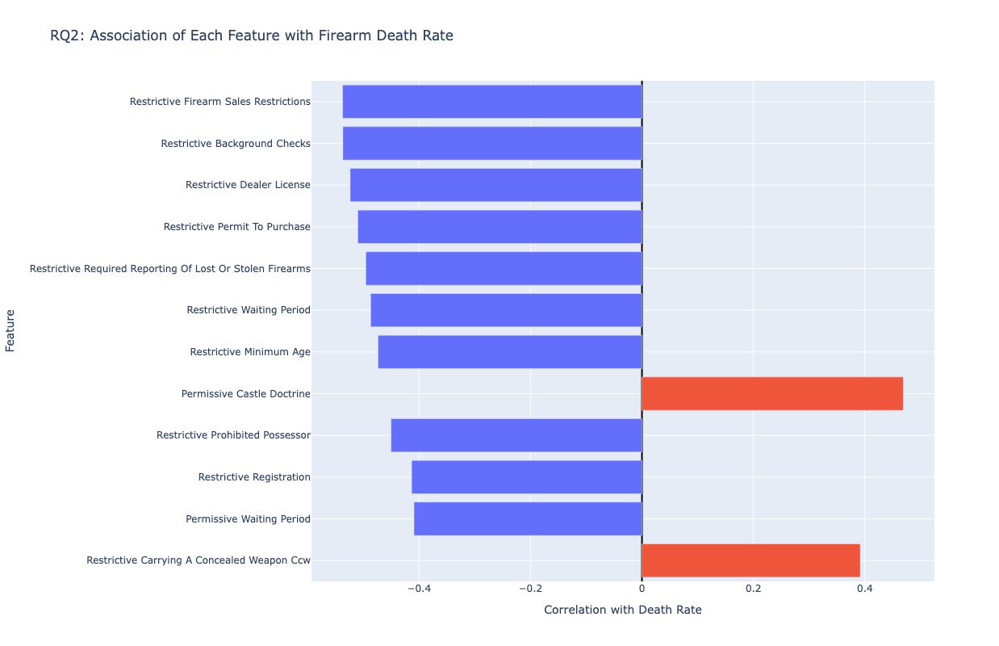 RQ2: Association of Each Feature with Firearm Death Rate
Feature
Restrictive Firearm Sales Restrictions
Restrictive Background Checks
Restrictive Dealer License
Restrictive Permit To Purchase
Restrictive Required Reporting Of Lost Or Stolen Firearms
Restrictive Waiting Period
Restrictive Minimum Age
Permissive Castle Doctrine
Restrictive Prohibited Possessor
Restrictive Registration
Permissive Waiting Period
Restrictive Carrying A Concealed Weapon Ccw
−0.4 −0.2 0 0.2 0.4
Correlation with Death Rate